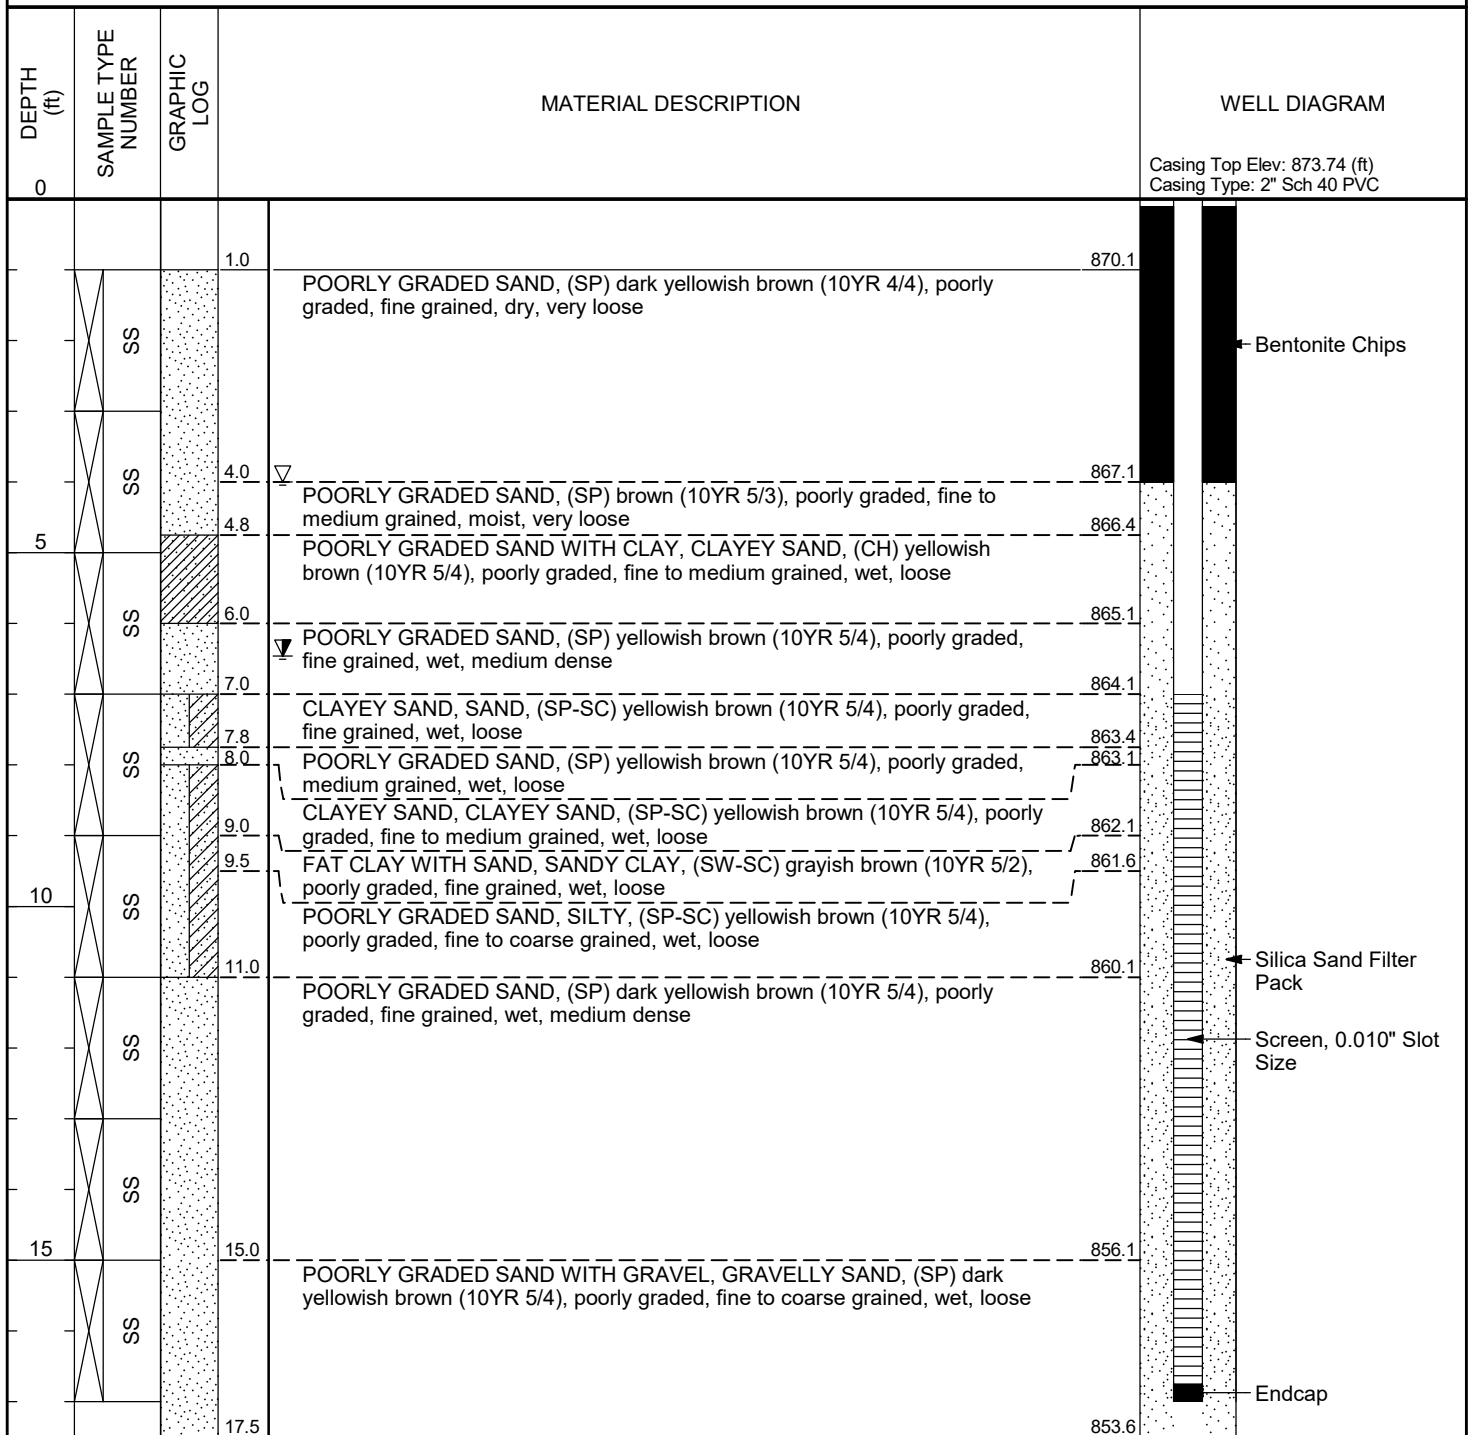 DEPTH
(ft)
SAMPLE TYPE
NUMBER
GRAPHIC
LOG
MATERIAL DESCRIPTION
WELL DIAGRAM
Casing Top Elev: 873.74 (ft)
Casing Type: 2" Sch 40 PVC
0
1.0
870.1
POORLY GRADED SAND, (SP) dark yellowish brown (10YR 4/4), poorly
graded, fine grained, dry, very loose
SS
Bentonite Chips
4.0
867.1
SS
POORLY GRADED SAND, (SP) brown (10YR 5/3), poorly graded, fine to
medium grained, moist, very loose
4.8
866.4
5
POORLY GRADED SAND WITH CLAY, CLAYEY SAND, (CH) yellowish
brown (10YR 5/4), poorly graded, fine to medium grained, wet, loose
6.0
865.1
SS
POORLY GRADED SAND, (SP) yellowish brown (10YR 5/4), poorly graded,
fine grained, wet, medium dense
7.0
864.1
CLAYEY SAND, SAND, (SP-SC) yellowish brown (10YR 5/4), poorly graded,
fine grained, wet, loose
7.8
863.4
8.0
863.1
SS
POORLY GRADED SAND, (SP) yellowish brown (10YR 5/4), poorly graded,
medium grained, wet, loose
CLAYEY SAND, CLAYEY SAND, (SP-SC) yellowish brown (10YR 5/4), poorly
graded, fine to medium grained, wet, loose
9.0
862.1
FAT CLAY WITH SAND, SANDY CLAY, (SW-SC) grayish brown (10YR 5/2),
poorly graded, fine grained, wet, loose
9.5
861.6
10
SS
POORLY GRADED SAND, SILTY, (SP-SC) yellowish brown (10YR 5/4),
poorly graded, fine to coarse grained, wet, loose
11.0
860.1
Silica Sand Filter
Pack
POORLY GRADED SAND, (SP) dark yellowish brown (10YR 5/4), poorly
graded, fine grained, wet, medium dense
SS
Screen, 0.010" Slot
Size
SS
15
15.0
856.1
POORLY GRADED SAND WITH GRAVEL, GRAVELLY SAND, (SP) dark
yellowish brown (10YR 5/4), poorly graded, fine to coarse grained, wet, loose
SS
Endcap
17.5
853.6